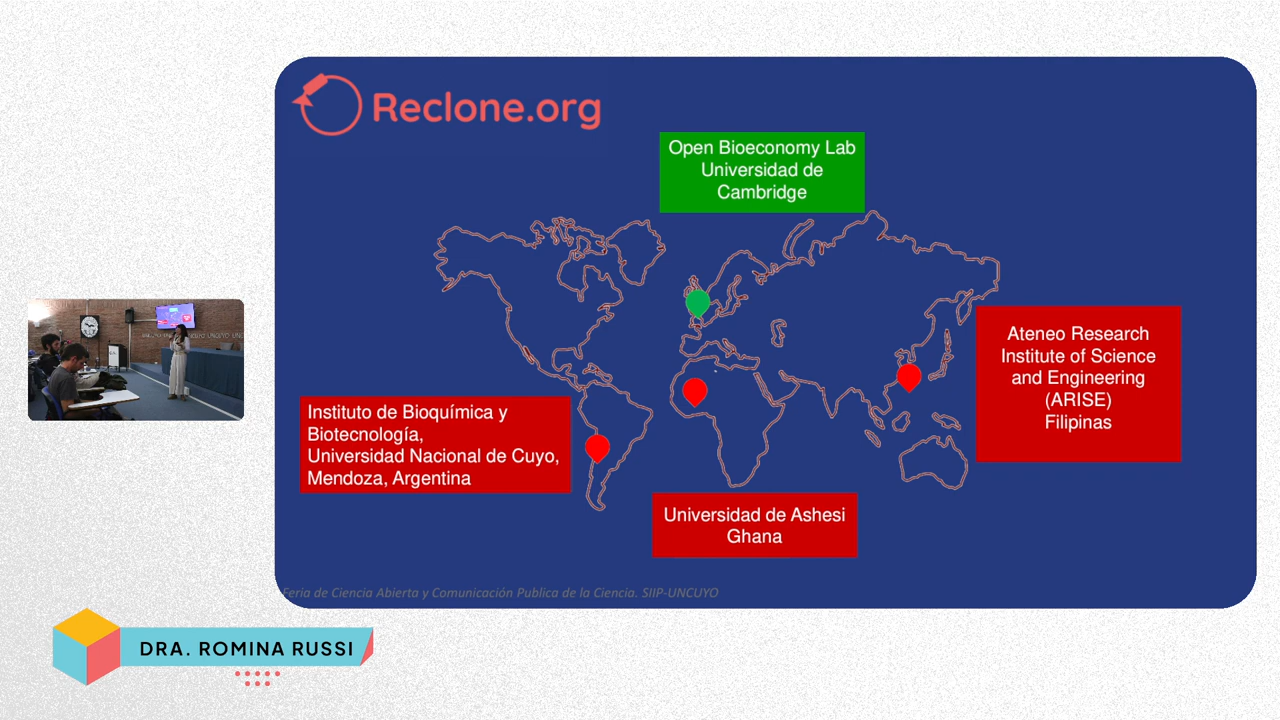 Reclone.org
Open Bioeconomy Lab
Universidad de
Cambridge
Ateneo Research
Institute of Science
and Engineering
(ARISE)
Filipinas
Instituto de Bioquímica y
Biotecnología,
Universidad Nacional de Cuyo,
Mendoza, Argentina
Universidad de Ashesi
Ghana
Feria de Ciencia Abierta y Comunicación Publica de la Ciencia. SIIP-UNCUYO
DRA. ROMINA RUSSI